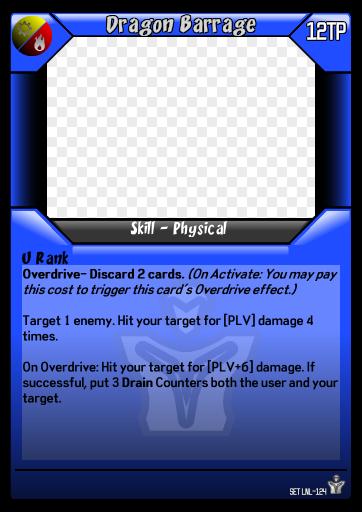 Dragon Barrage
12TP
Skill - Physical
U Rank
Overdrive- Discard 2 cards. (On Activate: You may pay
this cost to trigger this card's Overdrive effect.)
Target 1 enemy. Hit your target for [PLV] damage 4
times.
On Overdrive: Hit your target for [PLV+6] damage. If
successful, put 3 Drain Counters both the user and your
target.
SET LNL-124